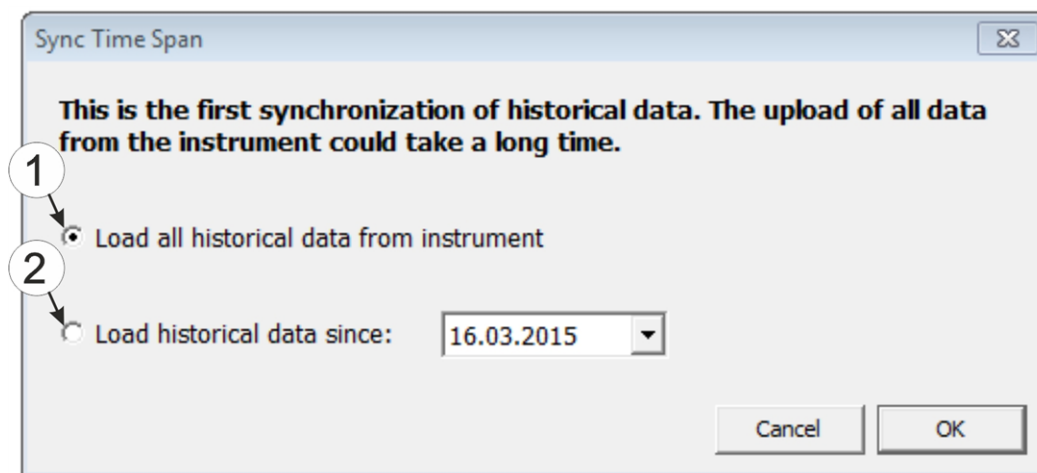 Sync Time Span
This is the first synchronization of historical data. The upload of all data
from the instrument could take a long time.
1
Load all historical data from instrument
2
Load historical data since: 16.03.2015
Cancel OK